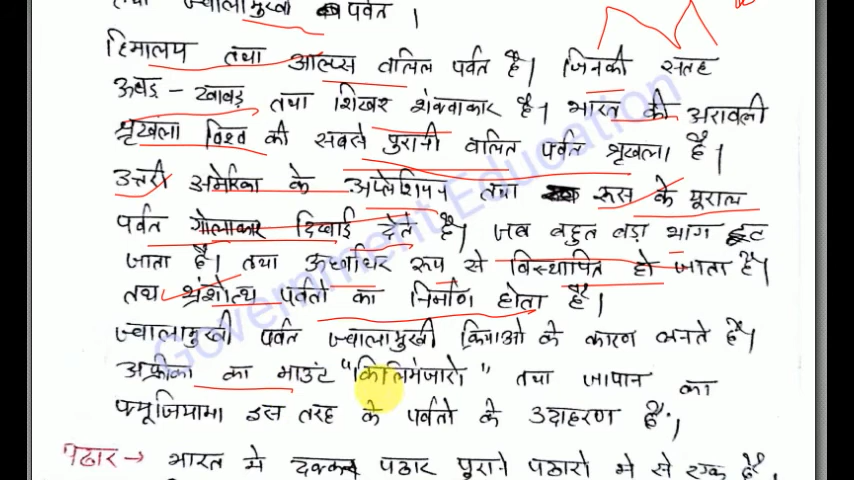 तथा ज्वालामुखी पर्वत ।
हिमालय तथा आल्प्स वलित पर्वत है। जिनकी सतह
ऊबड़ - खाबड़ तथा शिखर शंक्वाकार है। भारत की अरावली
श्रृंखला विश्व की सबसे पुरानी वलित पर्वत श्रृंखला है।
उत्तरी अमेरिका के अप्लेशियन तथा रूस के यूराल
पर्वत गोलाकार दिखाई देते है। जब बहुत बड़ा भाग टूट
जाता है। तथा ऊर्ध्वाधर रूप से विस्थापित हो जाता है।
तब भ्रंशोत्थ पर्वतों का निर्माण होता है।
ज्वालामुखी पर्वत ज्वालामुखी क्रियाओ के कारण बनते है।
अफ्रीका का माउंट "किलिमंजारो" तथा जापान का
फ्यूजियामा इस तरह के पर्वतो के उदाहरण है।
पठार → भारत मे दक्कन पठार पुराने पठारो मे से एक है।
Government Education